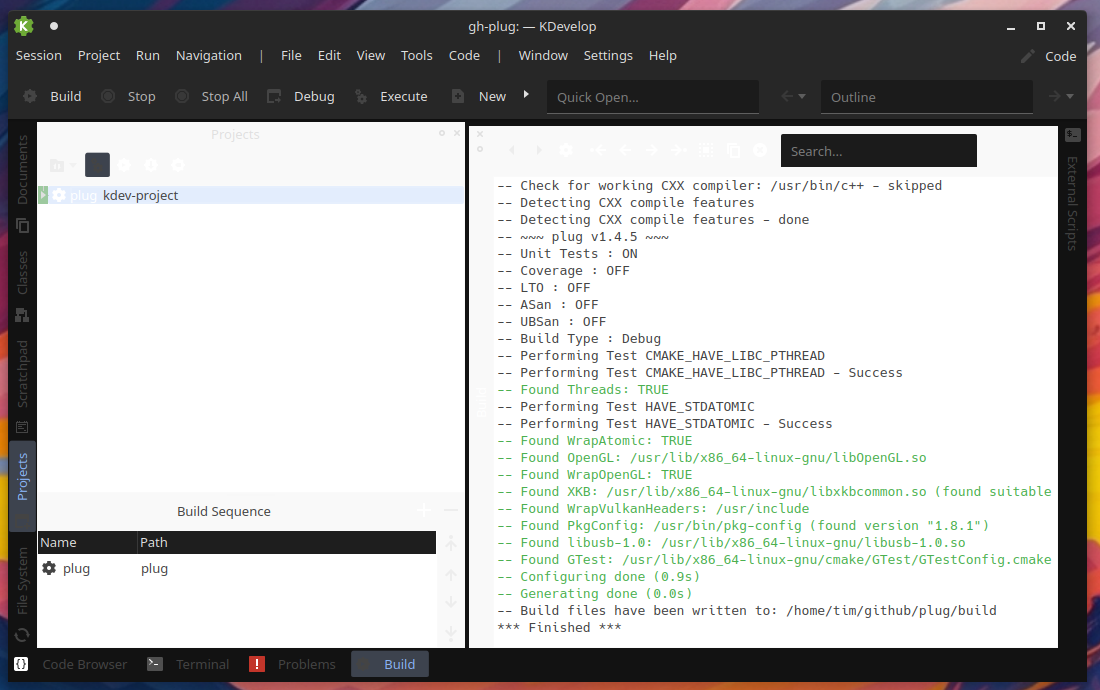 gh-plug: — KDevelop
Session Project Run Navigation | File Edit View Tools Code | Window Settings Help Code
Build Stop Stop All Debug Execute New Quick Open... Outline
Documents
Classes
Scratchpad
Projects
File System
Projects
plug kdev-project
Build Sequence
Name Path
plug plug
Search...
-- Check for working CXX compiler: /usr/bin/c++ - skipped
-- Detecting CXX compile features
-- Detecting CXX compile features - done
-- ~~~ plug v1.4.5 ~~~
-- Unit Tests : ON
-- Coverage : OFF
-- LTO : OFF
-- ASan : OFF
-- UBSan : OFF
-- Build Type : Debug
-- Performing Test CMAKE_HAVE_LIBC_PTHREAD
-- Performing Test CMAKE_HAVE_LIBC_PTHREAD - Success
-- Found Threads: TRUE
-- Performing Test HAVE_STDATOMIC
-- Performing Test HAVE_STDATOMIC - Success
-- Found WrapAtomic: TRUE
-- Found OpenGL: /usr/lib/x86_64-linux-gnu/libOpenGL.so
-- Found WrapOpenGL: TRUE
-- Found XKB: /usr/lib/x86_64-linux-gnu/libxkbcommon.so (found suitable
-- Found WrapVulkanHeaders: /usr/include
-- Found PkgConfig: /usr/bin/pkg-config (found version "1.8.1")
-- Found libusb-1.0: /usr/lib/x86_64-linux-gnu/libusb-1.0.so
-- Found GTest: /usr/lib/x86_64-linux-gnu/cmake/GTest/GTestConfig.cmake
-- Configuring done (0.9s)
-- Generating done (0.0s)
-- Build files have been written to: /home/tim/github/plug/build
*** Finished ***
External Scripts
Code Browser Terminal Problems Build